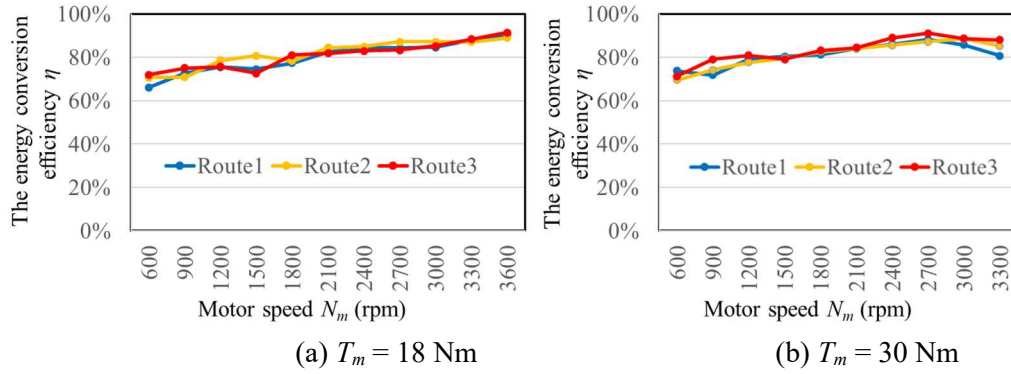 The energy conversion
efficiency η
100%
80%
60%
40%
20%
0%
Route1 Route2 Route3
600 900 1200 1500 1800 2100 2400 2700 3000 3300 3600
Motor speed Nm (rpm)
(a) Tm = 18 Nm
The energy conversion
efficiency η
100%
80%
60%
40%
20%
0%
Route1 Route2 Route3
600 900 1200 1500 1800 2100 2400 2700 3000 3300
Motor speed Nm (rpm)
(b) Tm = 30 Nm